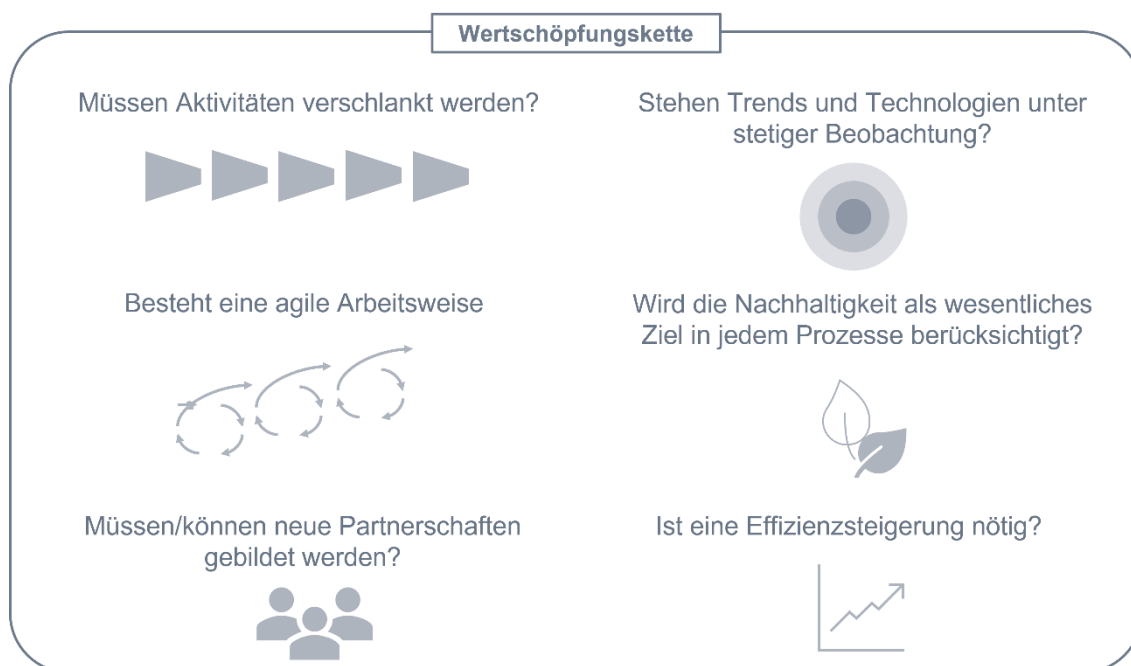 Wertschöpfungskette
Müssen Aktivitäten verschlankt werden?
Stehen Trends und Technologien unter
stetiger Beobachtung?
Besteht eine agile Arbeitsweise
Wird die Nachhaltigkeit als wesentliches
Ziel in jedem Prozesse berücksichtigt?
Müssen/können neue Partnerschaften
gebildet werden?
Ist eine Effizienzsteigerung nötig?